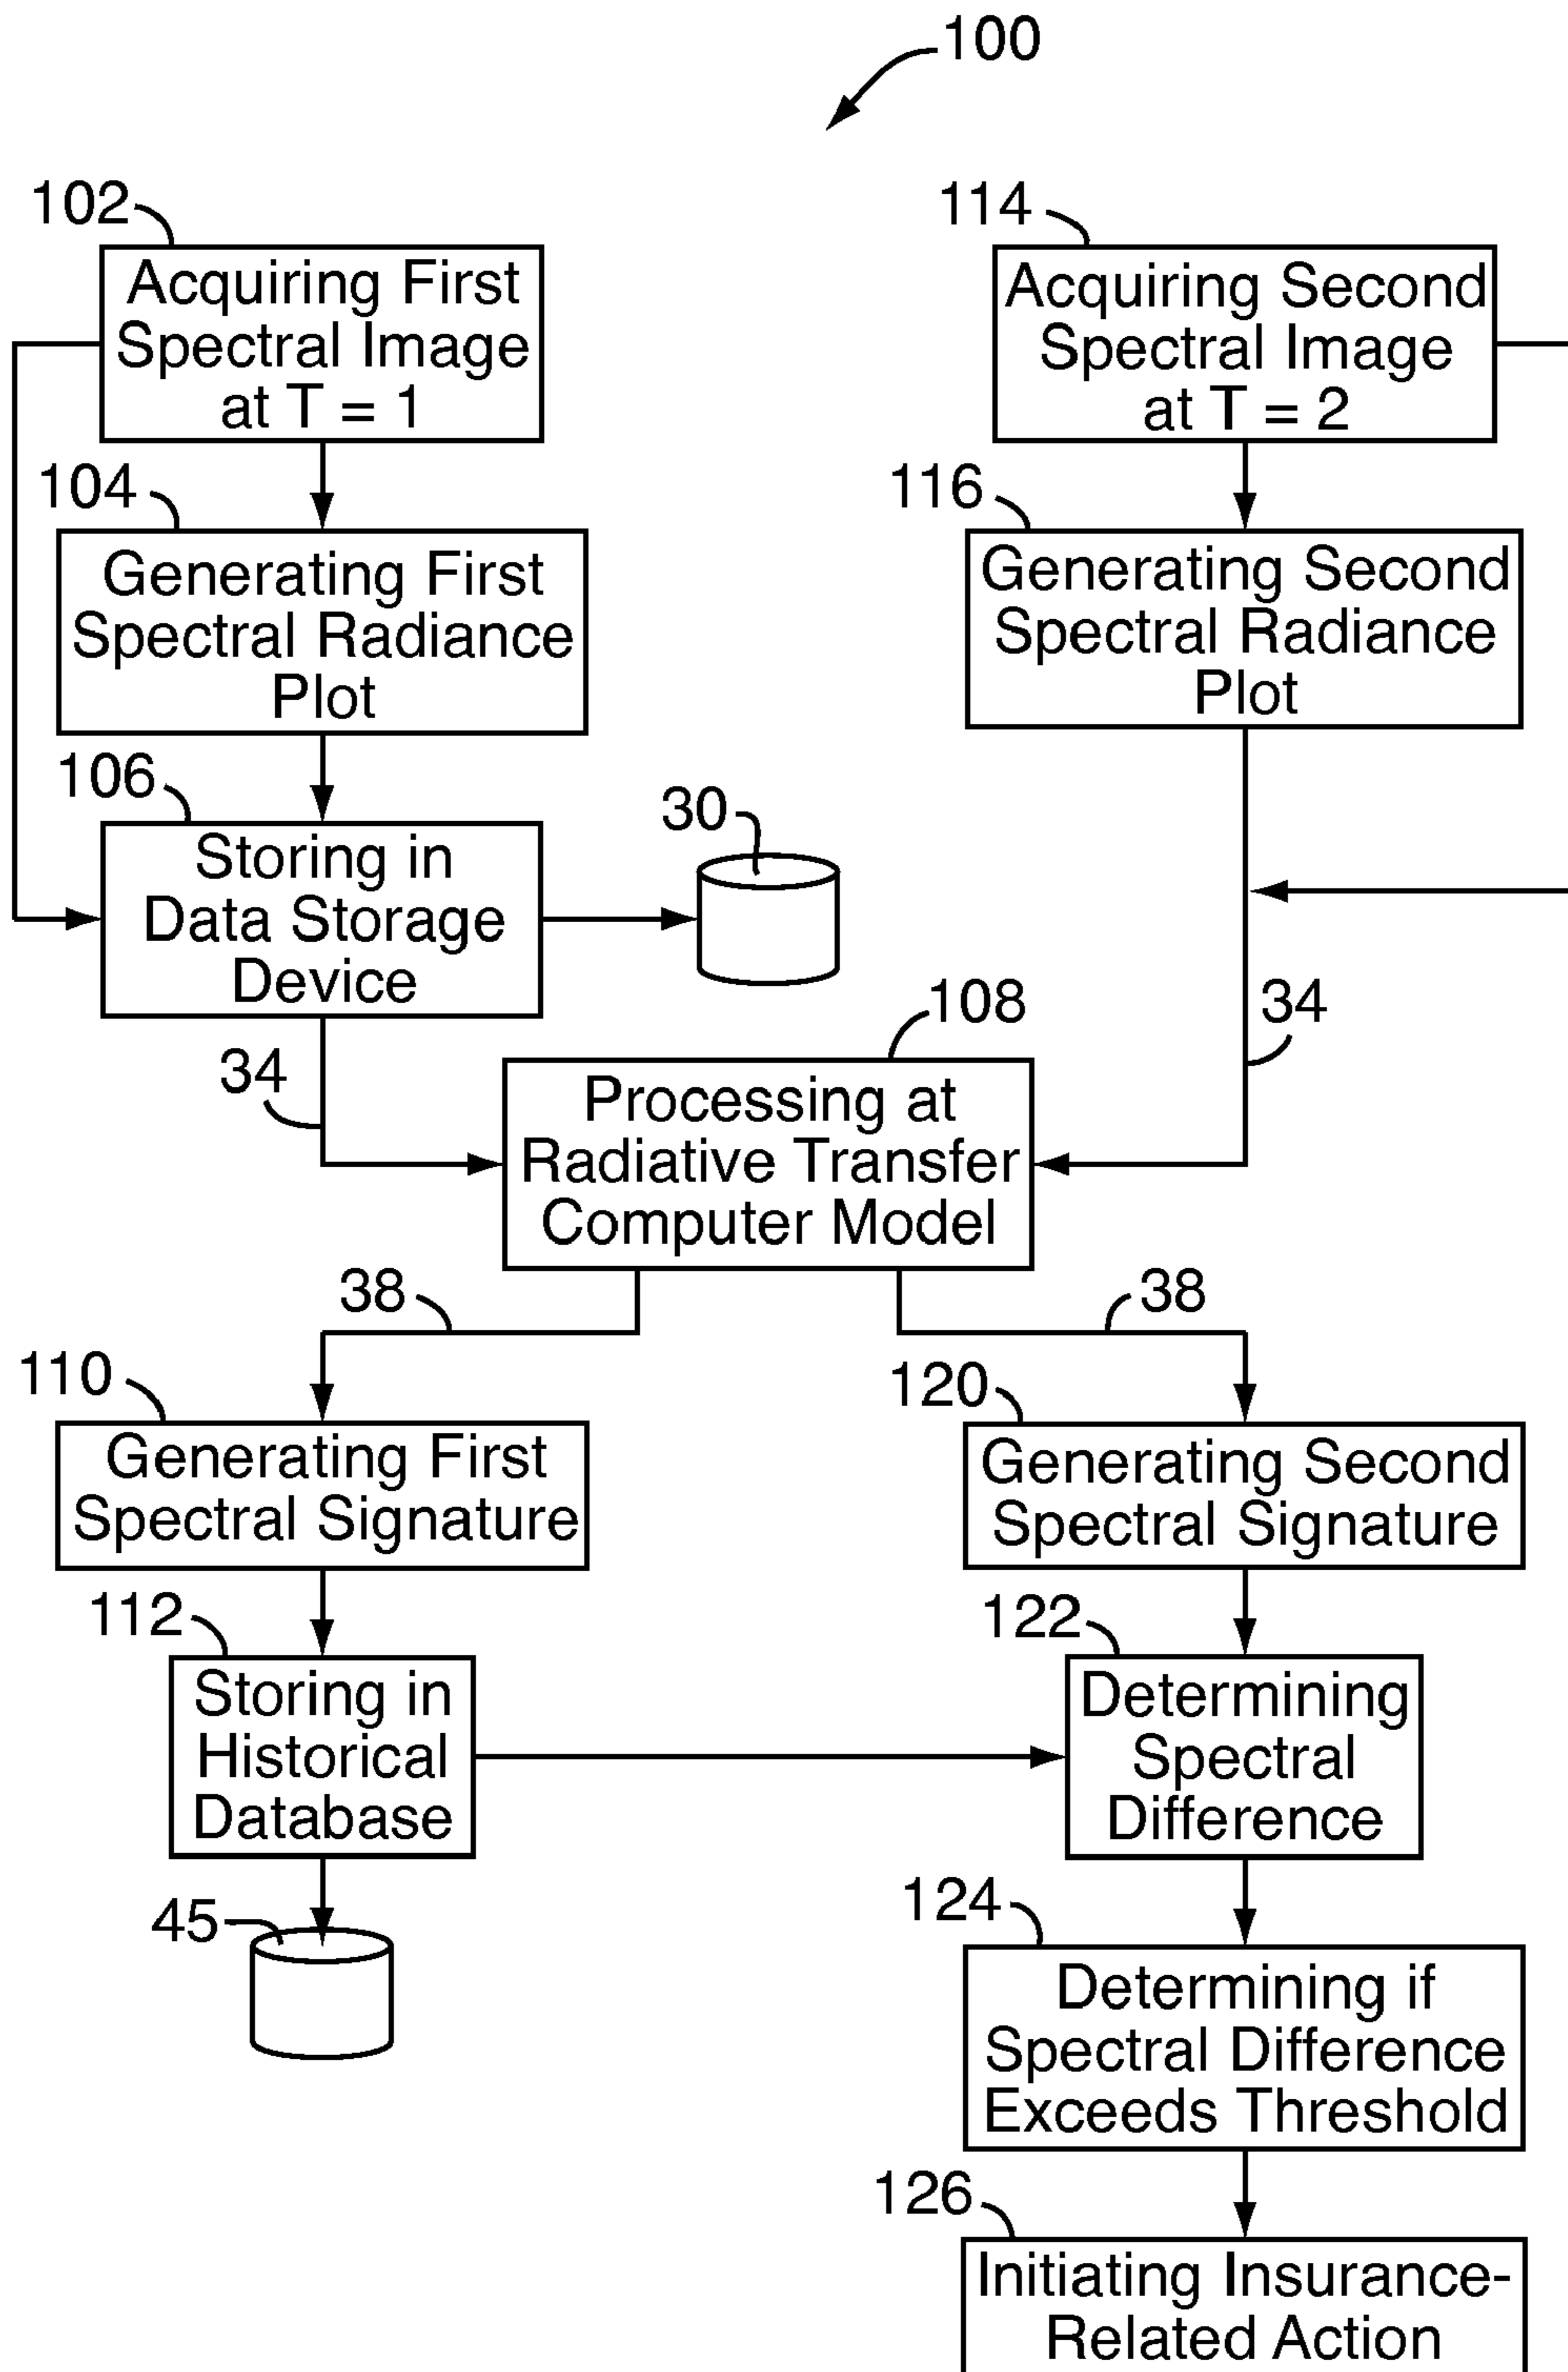 100
102
Acquiring First
Spectral Image
at T = 1
114
Acquiring Second
Spectral Image
at T = 2
104
Generating First
Spectral Radiance
Plot
116
Generating Second
Spectral Radiance
Plot
106
Storing in
Data Storage
Device
30
34
108
Processing at
Radiative Transfer
Computer Model
34
38
38
110
Generating First
Spectral Signature
120
Generating Second
Spectral Signature
112
Storing in
Historical
Database
122
Determining
Spectral
Difference
45
124
Determining if
Spectral Difference
Exceeds Threshold
126
Initiating Insurance-
Related Action